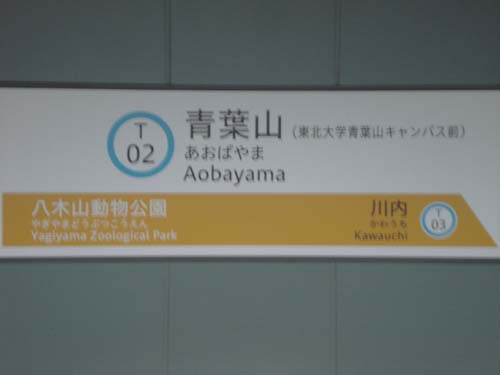 T
02
青葉山（東北大学青葉山キャンパス前）
あおばやま
Aobayama
八木山動物公園
やぎやまどうぶつこうえん
Yagiyama Zoological Park
川内
かわうち
Kawauchi
T
03